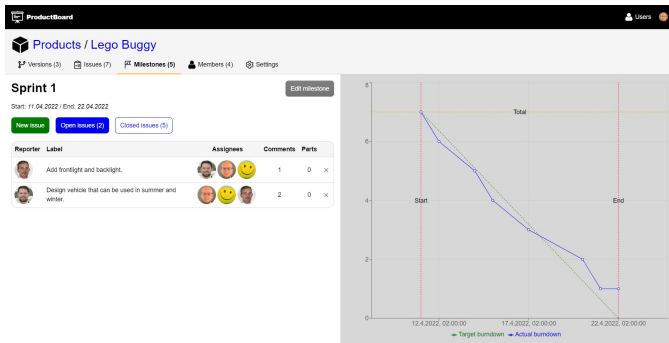 ProductBoard
Users
Products / Lego Buggy
Versions (3) Issues (7) Milestones (5) Members (4) Settings
Sprint 1
Edit milestone
Start: 11.04.2022 / End: 22.04.2022
New issue Open issues (2) Closed issues (5)
Reporter Label Assignees Comments Parts
Add frontlight and backlight. 1 0 ×
Design vehicle that can be used in summer and
winter. 2 0 ×
8
Total
6
4
Start
End
2
0
12.4.2022, 02:00:00 17.4.2022, 02:00:00 22.4.2022, 02:00:00
Target burndown Actual burndown